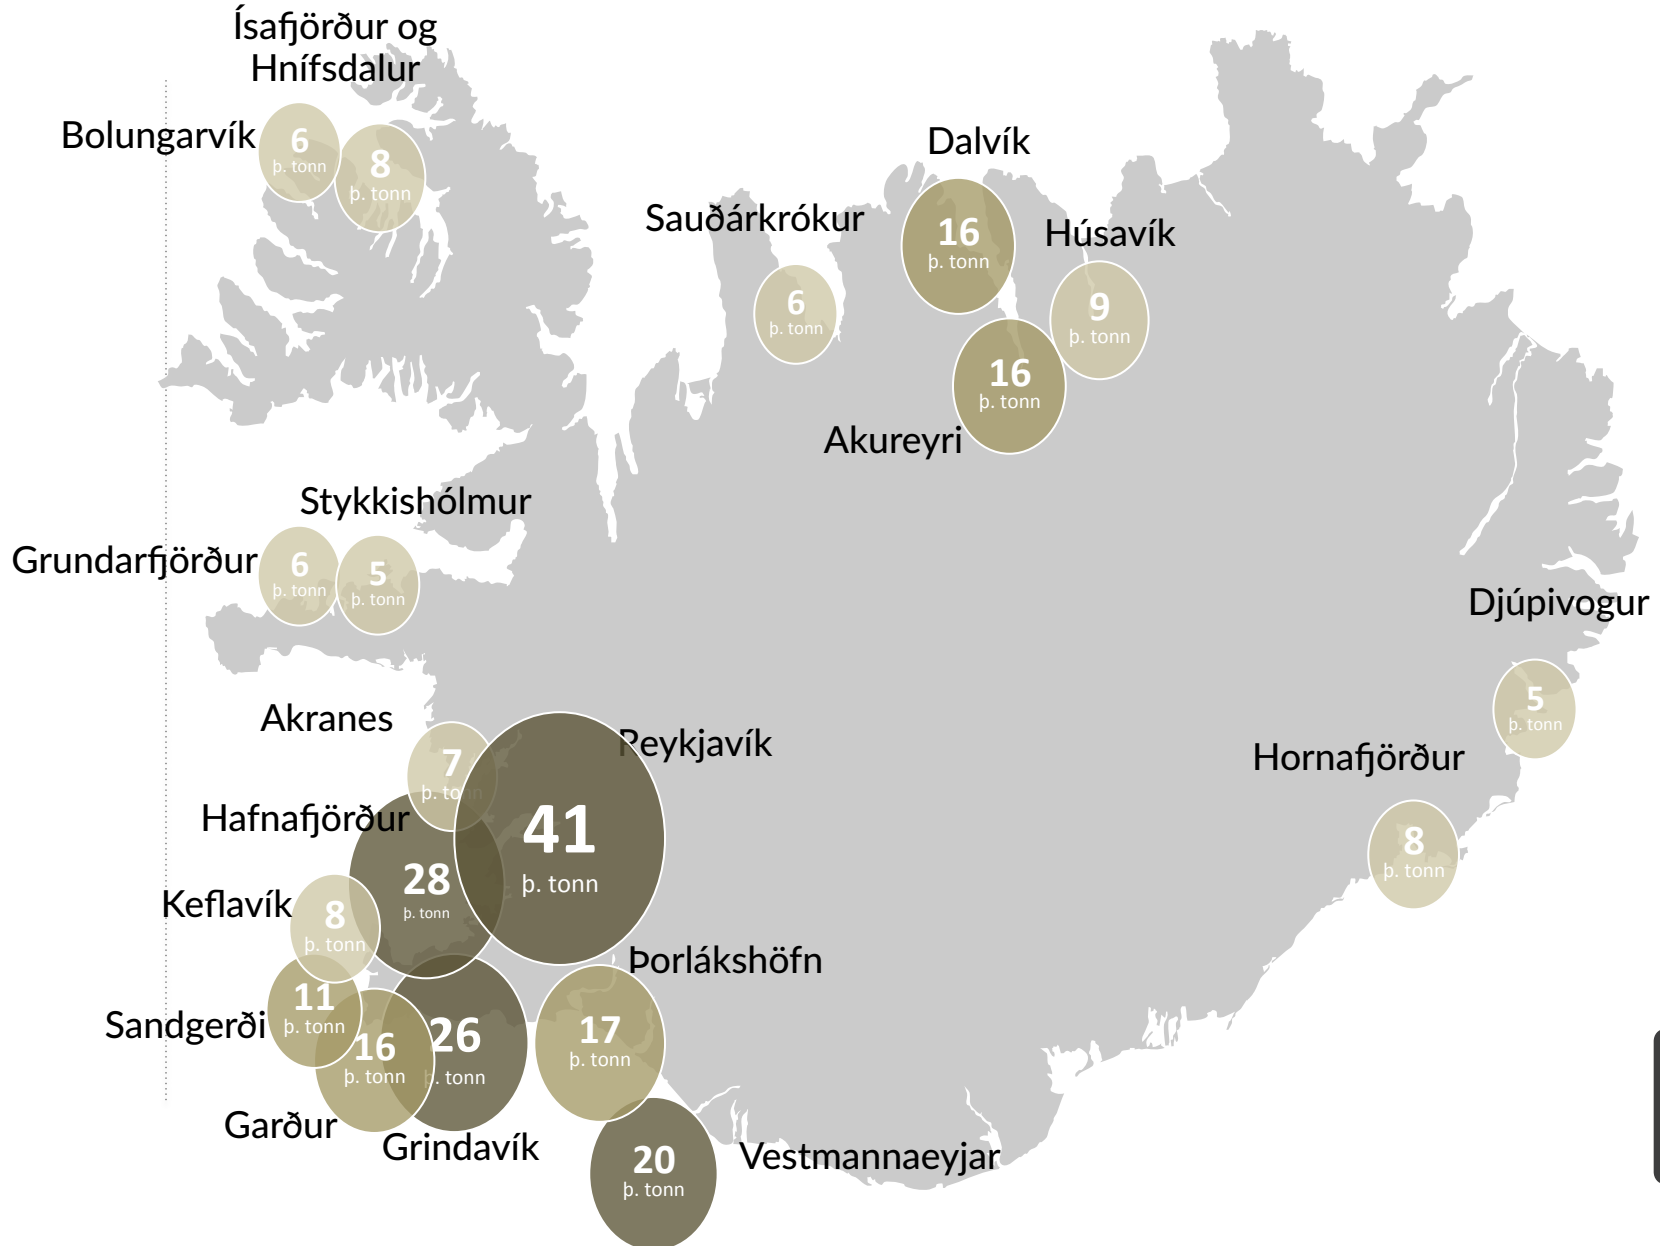 Ísafjörður og
Hnífsdalur
Bolungarvík
6
þ. tonn
8
þ. tonn
Dalvík
16
þ. tonn
Sauðárkrókur
6
þ. tonn
Húsavík
9
þ. tonn
16
þ. tonn
Akureyri
Stykkishólmur
Grundarfjörður
6
þ. tonn
5
þ. tonn
Djúpivogur
5
þ. tonn
Akranes
7
þ. tonn
Reykjavík
41
þ. tonn
Hornafjörður
8
þ. tonn
Hafnafjörður
28
þ. tonn
Keflavík
8
þ. tonn
Þorlákshöfn
17
þ. tonn
Sandgerði
11
þ. tonn
16
þ. tonn
26
þ. tonn
Garður
Grindavík
20
þ. tonn
Vestmannaeyjar